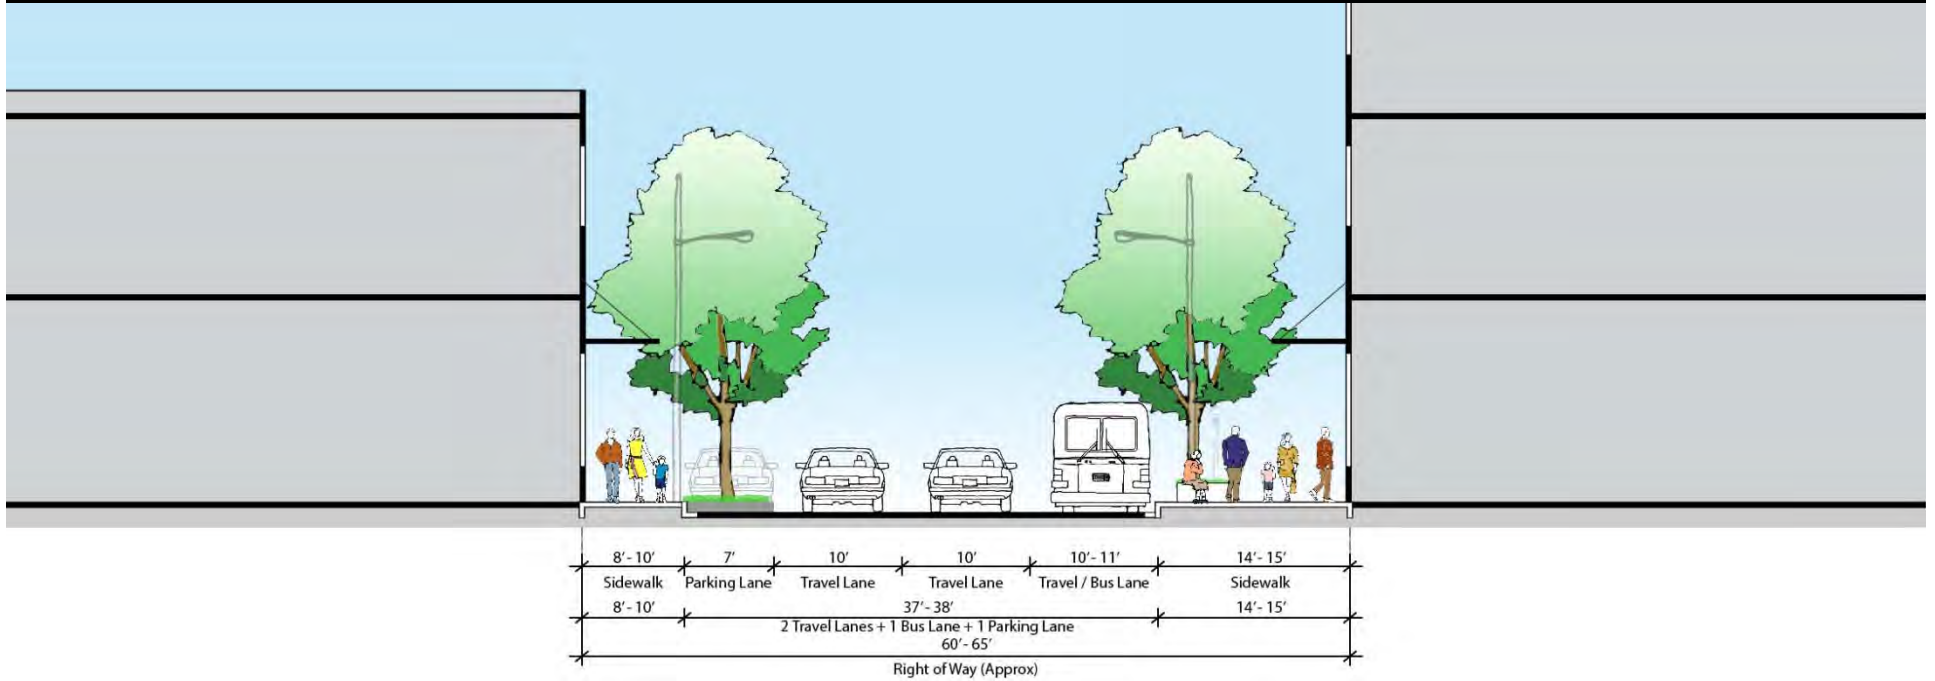 8'- 10' 7' 10' 10' 10'- 11' 14'- 15'
Sidewalk Parking Lane Travel Lane Travel Lane Travel / Bus Lane Sidewalk
8'- 10' 37'- 38' 14'- 15'
2 Travel Lanes + 1 Bus Lane + 1 Parking Lane
60'- 65'
Right of Way (Approx)